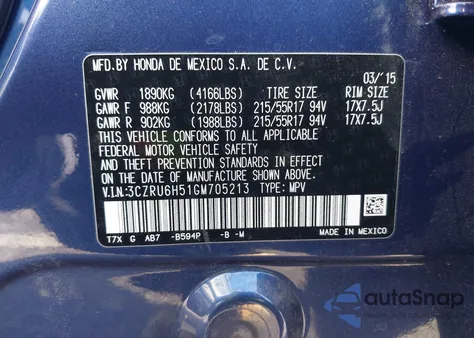 MFD.BY HONDA DE MEXICO S.A. DE C.V.
03/'15
GVWR 1890KG (4166LBS) TIRE SIZE RIM SIZE
GAWR F 988KG (2178LBS) 215/55R17 94V 17X7.5J
GAWR R 902KG (1988LBS) 215/55R17 94V 17X7.5J
THIS VEHICLE CONFORMS TO ALL APPLICABLE
FEDERAL MOTOR VEHICLE SAFETY
AND THEFT PREVENTION STANDARDS IN EFFECT
ON THE DATE OF MANUFACTURE SHOWN ABOVE.
V.I.N:3CZRU6H51GM705213 TYPE: MPV
T7X G AB7 -B594P -B -M MADE IN MEXICO
autoSnap